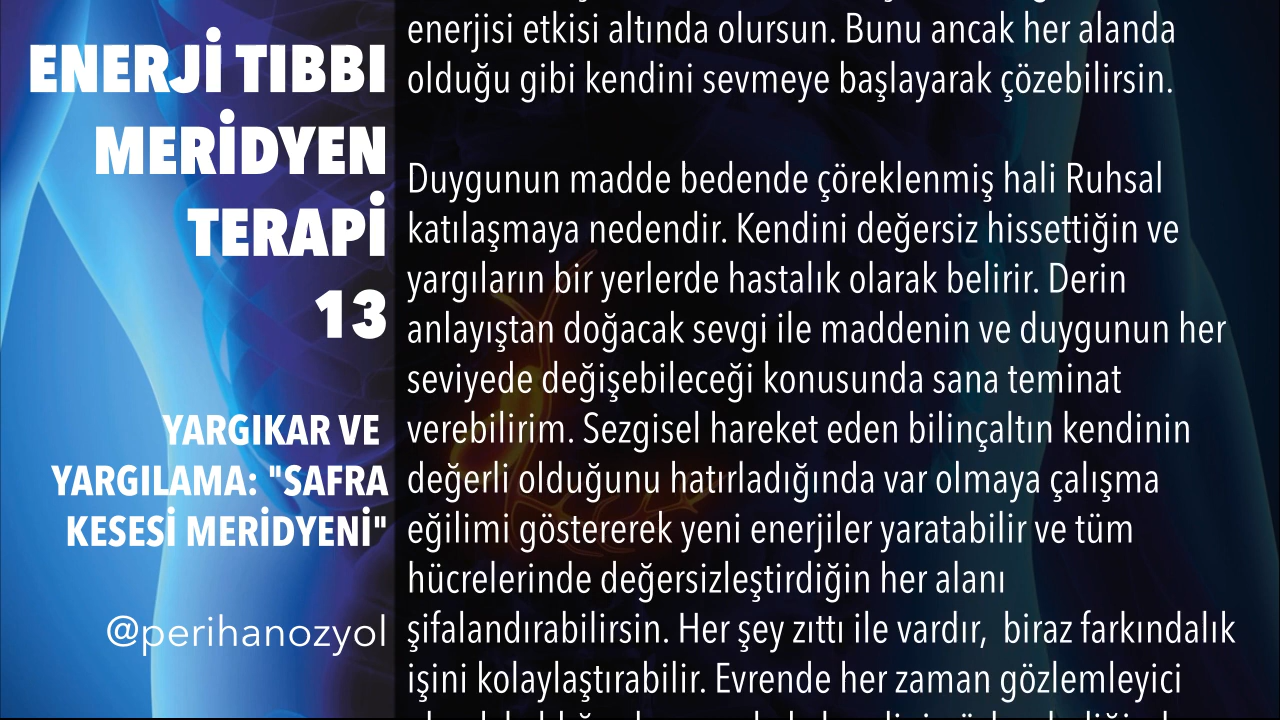 ENERJİ TIBBI
MERİDYEN
TERAPİ
13
YARGIKAR VE
YARGILAMA: "SAFRA
KESESİ MERİDYENİ"
@perihanozyol
enerjisi etkisi altında olursun. Bunu ancak her alanda
olduğu gibi kendini sevmeye başlayarak çözebilirsin.
Duygunun madde bedende çöreklenmiş hali Ruhsal
katılaşmaya nedendir. Kendini değersiz hissettiğin ve
yargıların bir yerlerde hastalık olarak belirir. Derin
anlayıştan doğacak sevgi ile maddenin ve duygunun her
seviyede değişebileceği konusunda sana teminat
verebilirim. Sezgisel hareket eden bilinçaltın kendinin
değerli olduğunu hatırladığında var olmaya çalışma
eğilimi göstererek yeni enerjiler yaratabilir ve tüm
hücrelerinde değersizleştirdiğin her alanı
şifalandırabilirsin. Her şey zıttı ile vardır,  biraz farkındalık
işini kolaylaştırabilir. Evrende her zaman gözlemleyici